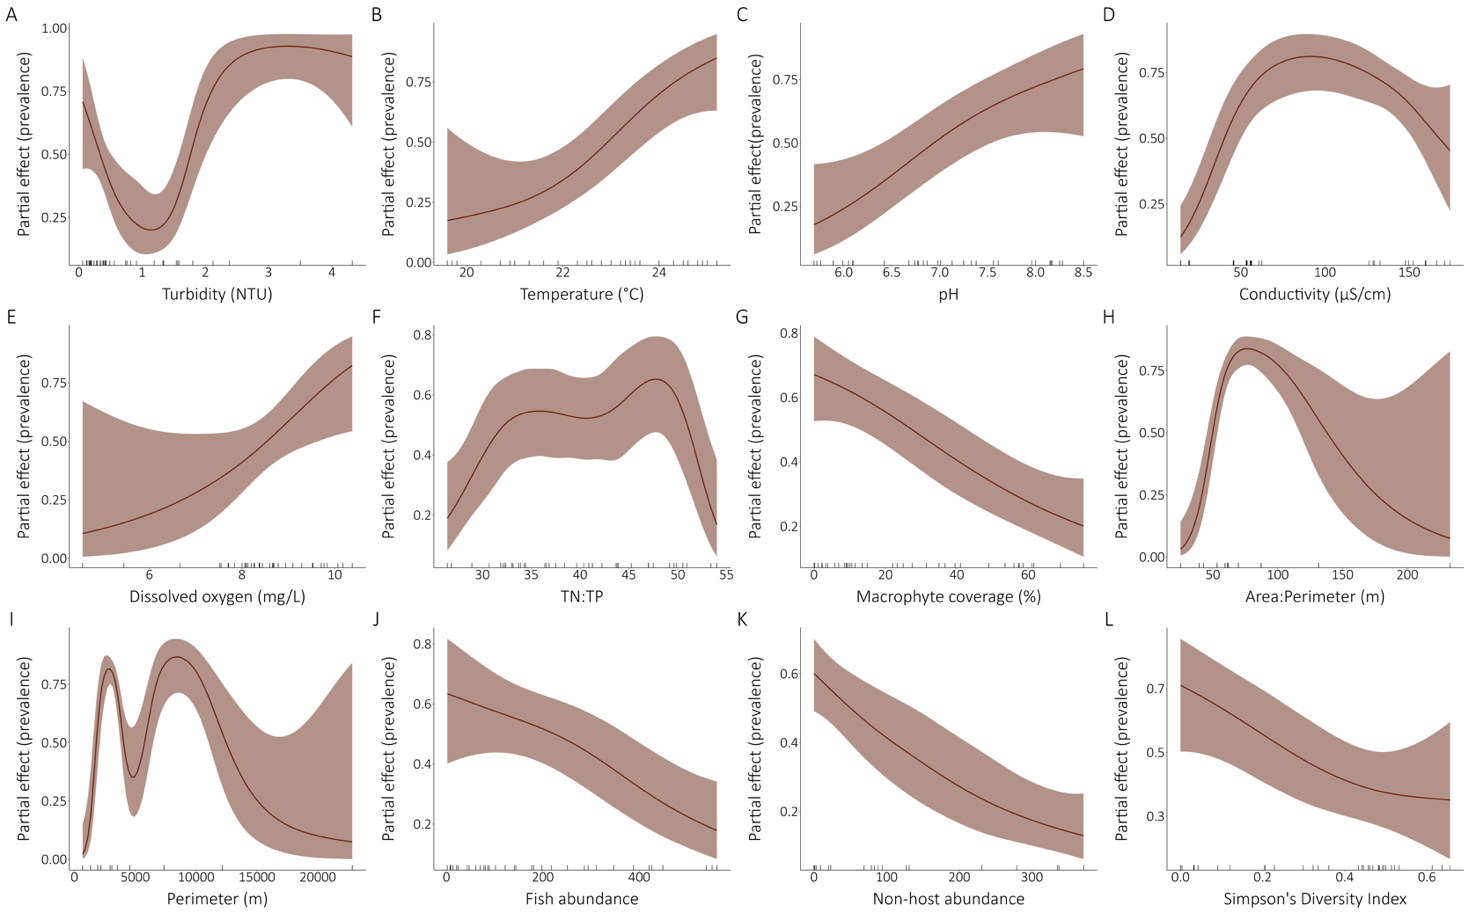 A
Partial effect (prevalence)
1.00
0.75
0.50
0.25
0 1 2 3 4
Turbidity (NTU)
B
Partial effect (prevalence)
0.75
0.50
0.25
0.00
20 22 24
Temperature (°C)
C
Partial effect(prevalence)
0.75
0.50
0.25
6.0 6.5 7.0 7.5 8.0 8.5
pH
D
Partial effect (prevalence)
0.75
0.50
0.25
50 100 150
Conductivity (µS/cm)
E
Partial effect (prevalence)
0.75
0.50
0.25
0.00
6 8 10
Dissolved oxygen (mg/L)
F
Partial effect (prevalence)
0.8
0.6
0.4
0.2
30 35 40 45 50 55
TN:TP
G
Partial effect (prevalence)
0.8
0.6
0.4
0.2
0 20 40 60
Macrophyte coverage (%)
H
Partial effect (prevalence)
0.75
0.50
0.25
0.00
50 100 150 200
Area:Perimeter (m)
I
Partial effect (prevalence)
0.75
0.50
0.25
0.00
0 5000 10000 15000 20000
Perimeter (m)
J
Partial effect (prevalence)
0.8
0.6
0.4
0.2
0 200 400
Fish abundance
K
Partial effect (prevalence)
0.6
0.4
0.2
0 100 200 300
Non-host abundance
L
Partial effect (prevalence)
0.7
0.5
0.3
0.0 0.2 0.4 0.6
Simpson's Diversity Index